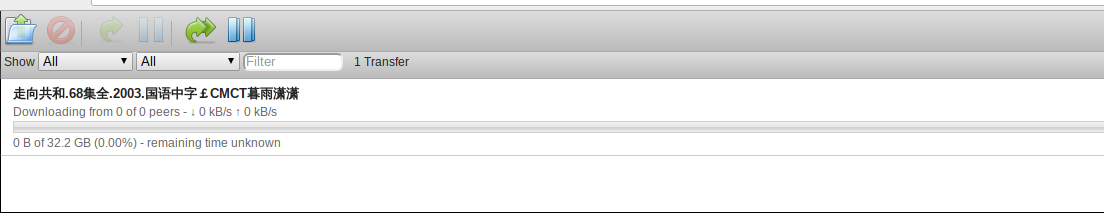 Show All All Filter 1 Transfer
走向共和.68集全.2003.国语中字￡CMCT暮雨潇潇
Downloading from 0 of 0 peers - ↓ 0 kB/s ↑ 0 kB/s
0 B of 32.2 GB (0.00%) - remaining time unknown